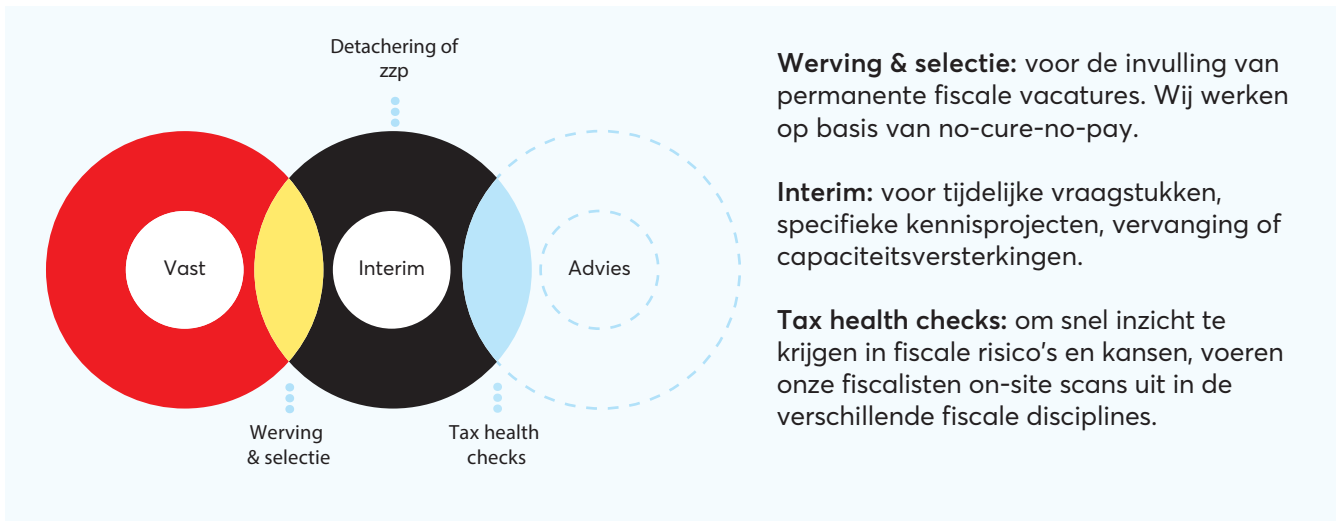 Detachering of
zzp
Vast
Interim
Advies
Werving
& selectie
Tax health
checks
Werving & selectie: voor de invulling van
permanente fiscale vacatures. Wij werken
op basis van no-cure-no-pay.
Interim: voor tijdelijke vraagstukken,
specifieke kennisprojecten, vervanging of
capaciteitsversterkingen.
Tax health checks: om snel inzicht te
krijgen in fiscale risico's en kansen, voeren
onze fiscalisten on-site scans uit in de
verschillende fiscale disciplines.